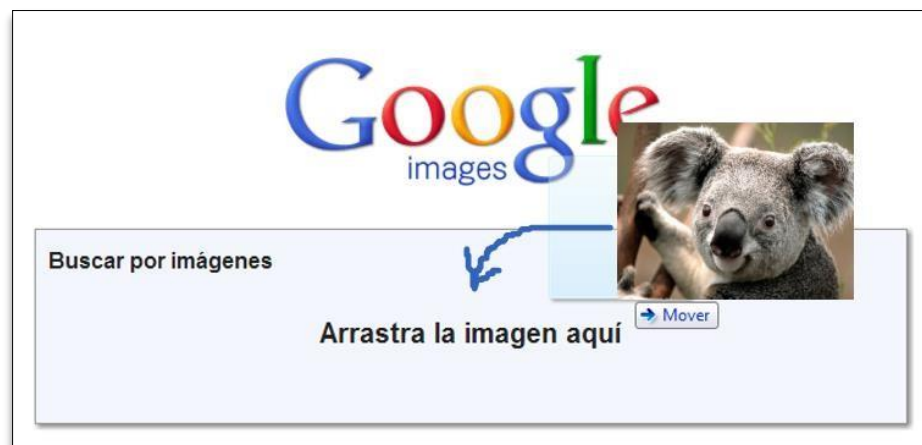 Google
images
Buscar por imágenes
Arrastra la imagen aquí
Mover